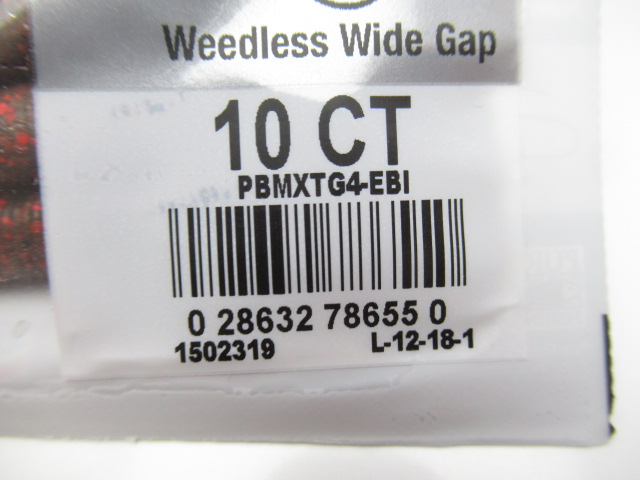 Weedless Wide Gap
10 CT
PBMXTG4-EBI
0 28632 78655 0
1502319 L-12-18-1